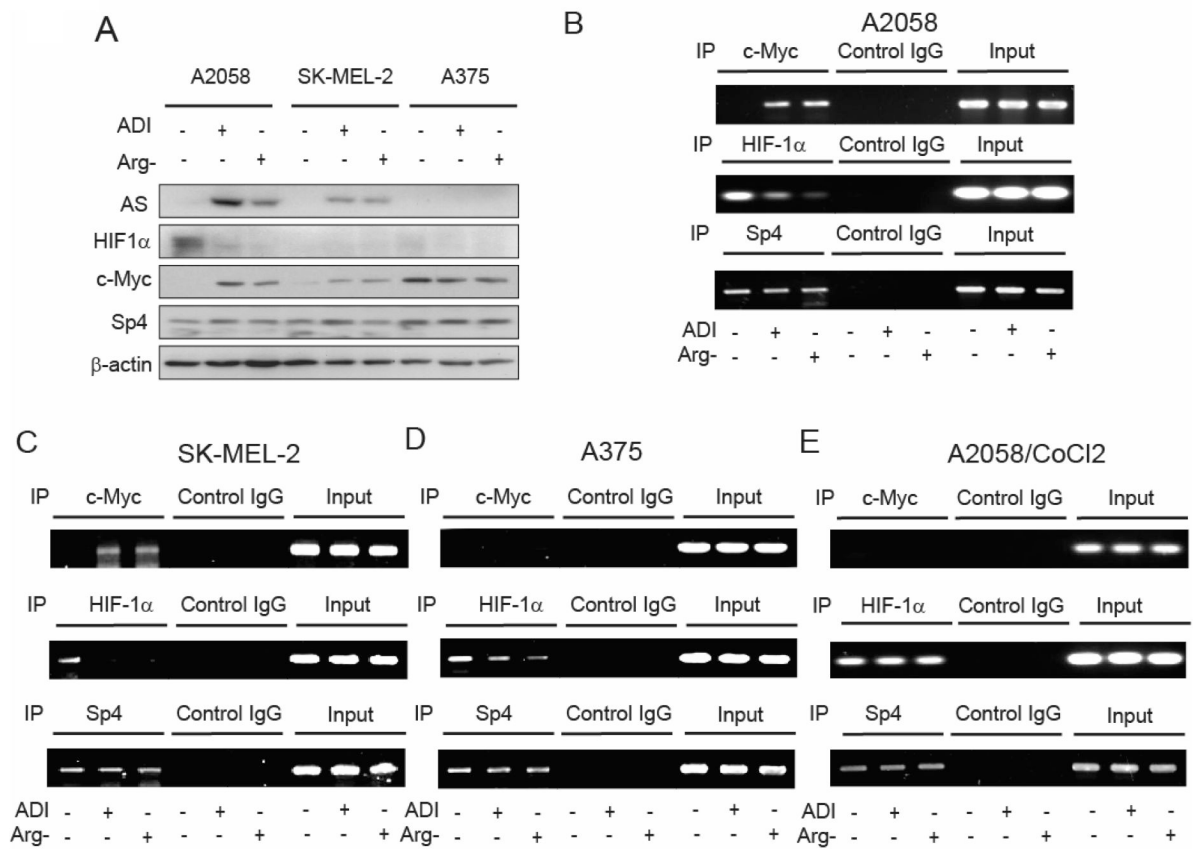 A
A2058 SK-MEL-2 A375
ADI - + - - + - - + -
Arg- - - + - - + - - +
AS
HIF1α
c-Myc
Sp4
β-actin
B
A2058
IP c-Myc Control IgG Input
IP HIF-1α Control IgG Input
IP Sp4 Control IgG Input
ADI - + - - + - - + -
Arg- - - + - - + - - +
C
SK-MEL-2
IP c-Myc Control IgG Input
IP HIF-1α Control IgG Input
IP Sp4 Control IgG Input
ADI - + - - + - - + -
Arg- - - + - - + - - +
D
A375
IP c-Myc Control IgG Input
IP HIF-1α Control IgG Input
IP Sp4 Control IgG Input
ADI - + - - + - - + -
Arg- - - + - - + - - +
E
A2058/CoCl2
IP c-Myc Control IgG Input
IP HIF-1α Control IgG Input
IP Sp4 Control IgG Input
ADI - + - - + - - + -
Arg- - - + - - + - - +